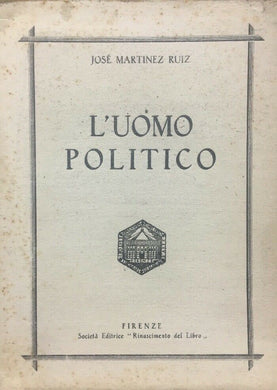 JOSÉ MARTINEZ RUIZ
L'UOMO
POLITICO
FIRENZE
Società Editrice "Rinascimento del Libro„